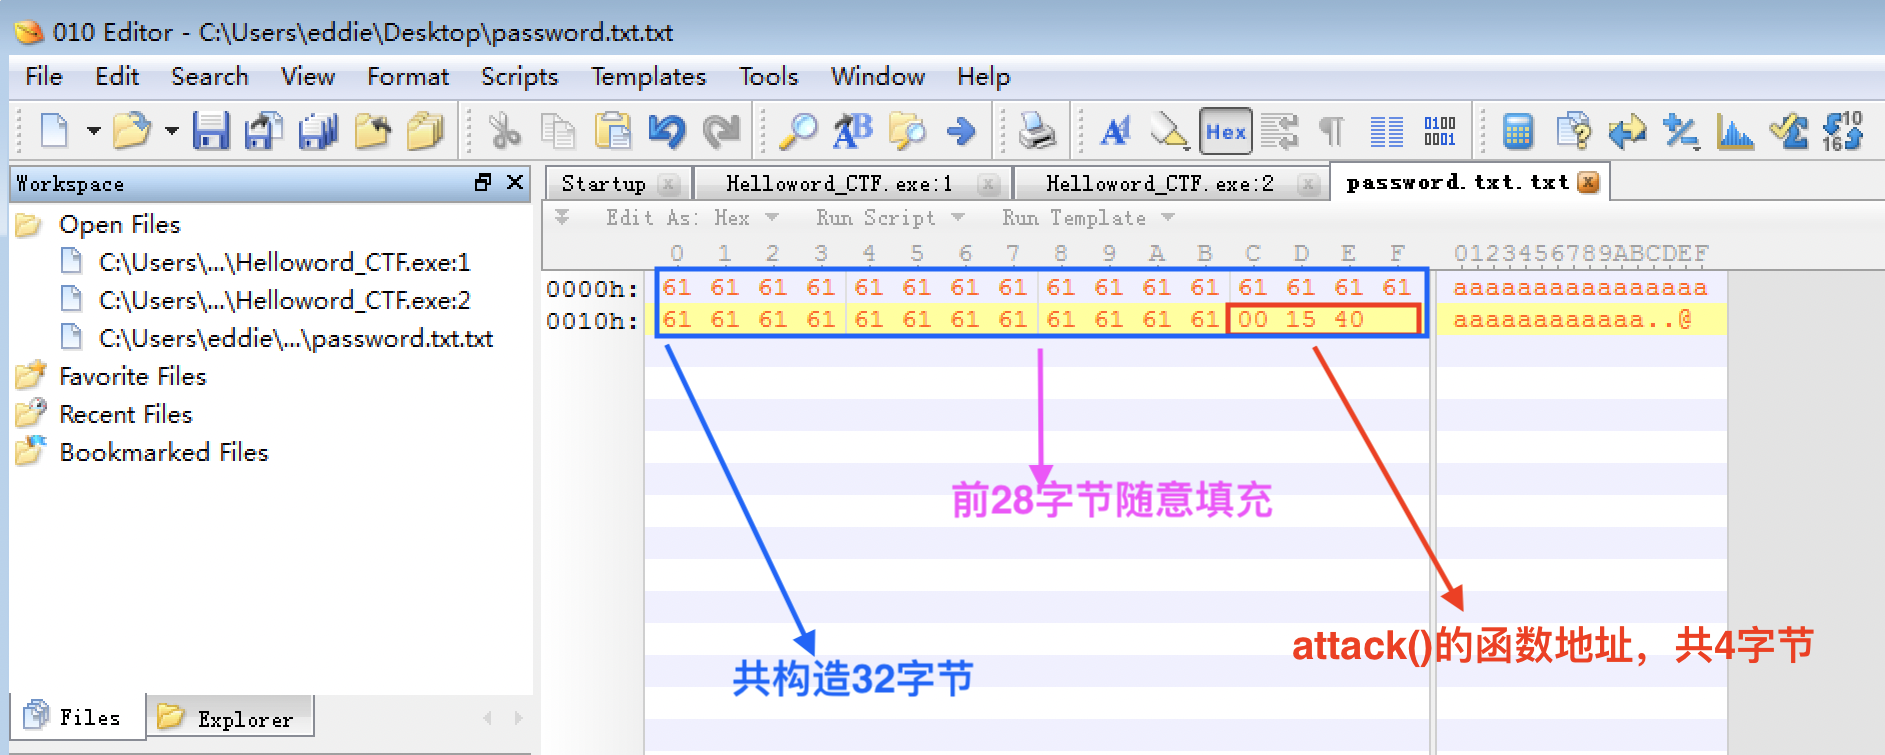 010 Editor - C:\Users\eddie\Desktop\password.txt.txt
File Edit Search View Format Scripts Templates Tools Window Help
Hex
0100
0001
10
16
Workspace
Startup Helloword_CTF.exe:1 Helloword_CTF.exe:2 password.txt.txt
Edit As: Hex Run Script Run Template
Open Files
C:\Users\...\Helloword_CTF.exe:1
C:\Users\...\Helloword_CTF.exe:2
C:\Users\eddie\...\password.txt.txt
Favorite Files
Recent Files
Bookmarked Files
0 1 2 3 4 5 6 7 8 9 A B C D E F 0123456789ABCDEF
0000h: 61 61 61 61 61 61 61 61 61 61 61 61 61 61 61 61 aaaaaaaaaaaaaaaa
0010h: 61 61 61 61 61 61 61 61 61 61 61 61 00 15 40 aaaaaaaaaaaa..@
前28字节随意填充
attack()的函数地址，共4字节
共构造32字节
Files Explorer